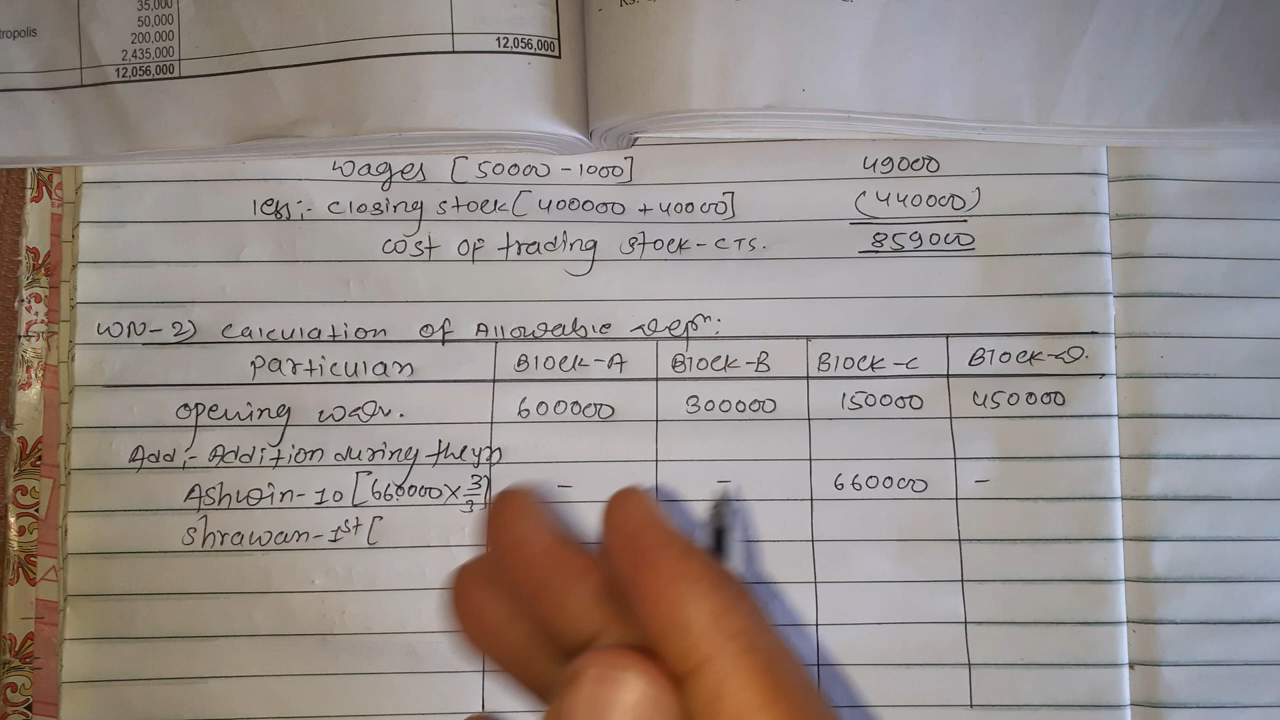 tropolis 35,000
50,000
200,000
2,435,000 12,056,000
12,056,000
Wages [50000 - 1000] 49000
less:- closing stock [400000 + 40000] (440000)
cost of trading stock - CTS. 859000
WN-2) Calculation of Allowable Depn:
Particulars Block-A Block-B Block-C Block-D.
opening WDV. 600000 300000 150000 450000
Add:- Addition during the yr
Ashwin-10 [660000 × 3/3] - - 660000 -
Shrawan-1st [